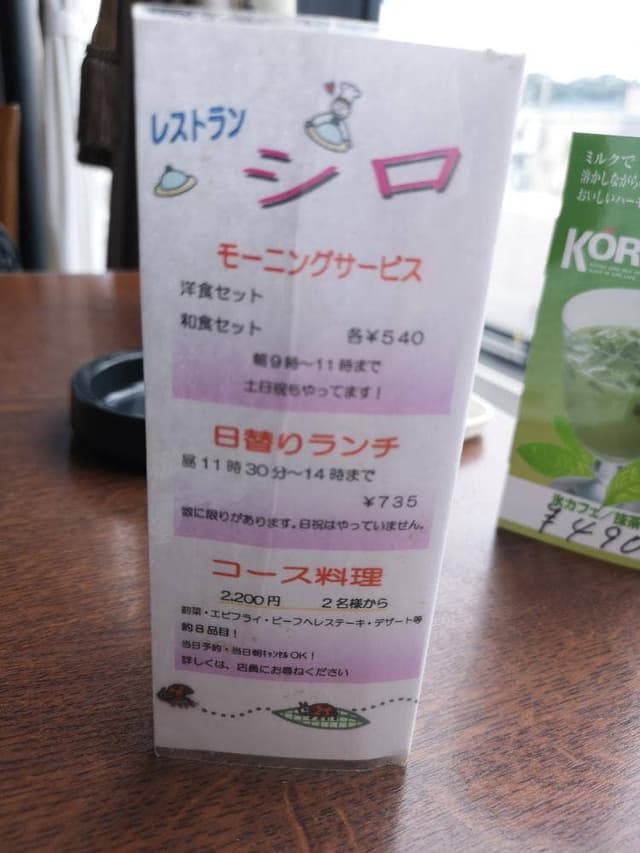 レストラン
シロ
モーニングサービス
洋食セット
和食セット 各¥540
朝9時～11時まで
土日祝もやってます！
日替りランチ
昼11時30分～14時まで
¥735
数に限りがあります。日祝はやっていません。
コース料理
2,200円 2名様から
前菜・エビフライ・ビーフヘレステーキ・デザート等
約8品目！
当日予約・当日朝ｷｬﾝｾﾙOK！
詳しくは、店員にお尋ねください
ミルクで
溶かしながら
おいしいハーモ
KŌR
氷カフェ/抹
¥490